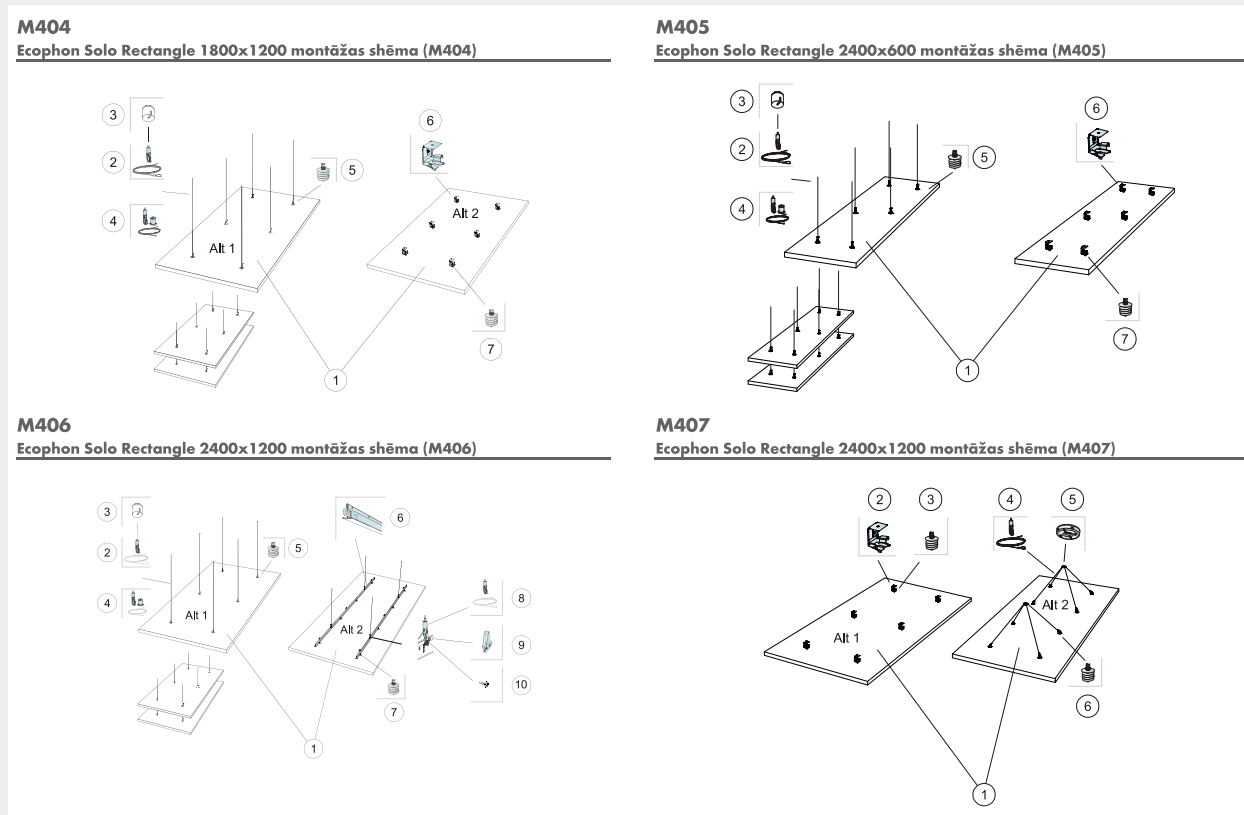 M404
Ecophon Solo Rectangle 1800x1200 montāžas shēma (M404)
3
2
4
5
6
Alt 1
Alt 2
7
1
M405
Ecophon Solo Rectangle 2400x600 montāžas shēma (M405)
3
2
4
5
6
7
1
M406
Ecophon Solo Rectangle 2400x1200 montāžas shēma (M406)
3
2
4
5
6
Alt 1
Alt 2
8
9
10
7
1
M407
Ecophon Solo Rectangle 2400x1200 montāžas shēma (M407)
2
3
4
5
Alt 1
Alt 2
6
1